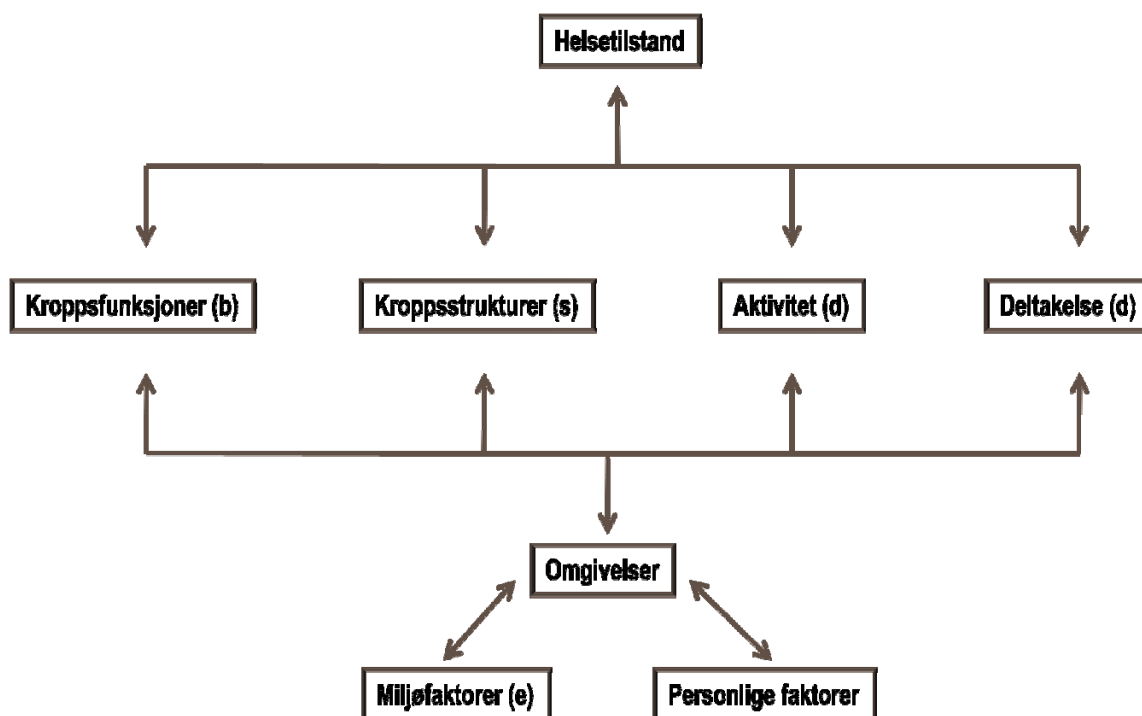 Helsetilstand
Kroppsfunksjoner (b)
Kroppsstrukturer (s)
Aktivitet (d)
Deltakelse (d)
Omgivelser
Miljøfaktorer (e)
Personlige faktorer